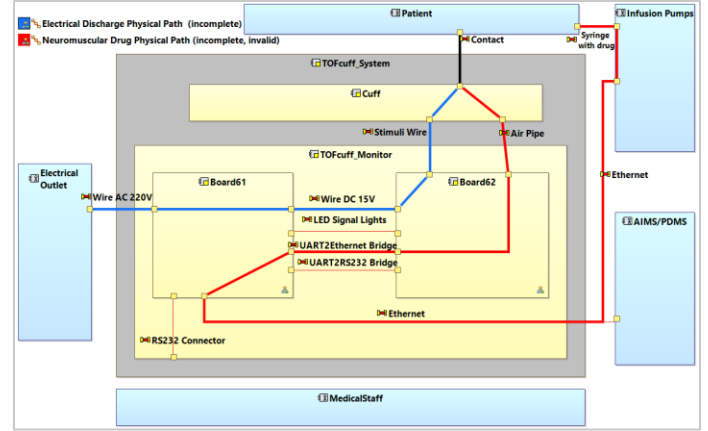 Electrical Discharge Physical Path (incomplete)
Neuromuscular Drug Physical Path (incomplete, invalid)
Patient
Infusion Pumps
Contact
Syringe
with drug
TOFcuff_System
Cuff
Stimuli Wire
Air Pipe
TOFcuff_Monitor
Electrical
Outlet
Board61
Board62
Ethernet
Wire AC 220V
Wire DC 15V
LED Signal Lights
AIMS/PDMS
UART2Ethernet Bridge
UART2RS232 Bridge
Ethernet
RS232 Connector
MedicalStaff